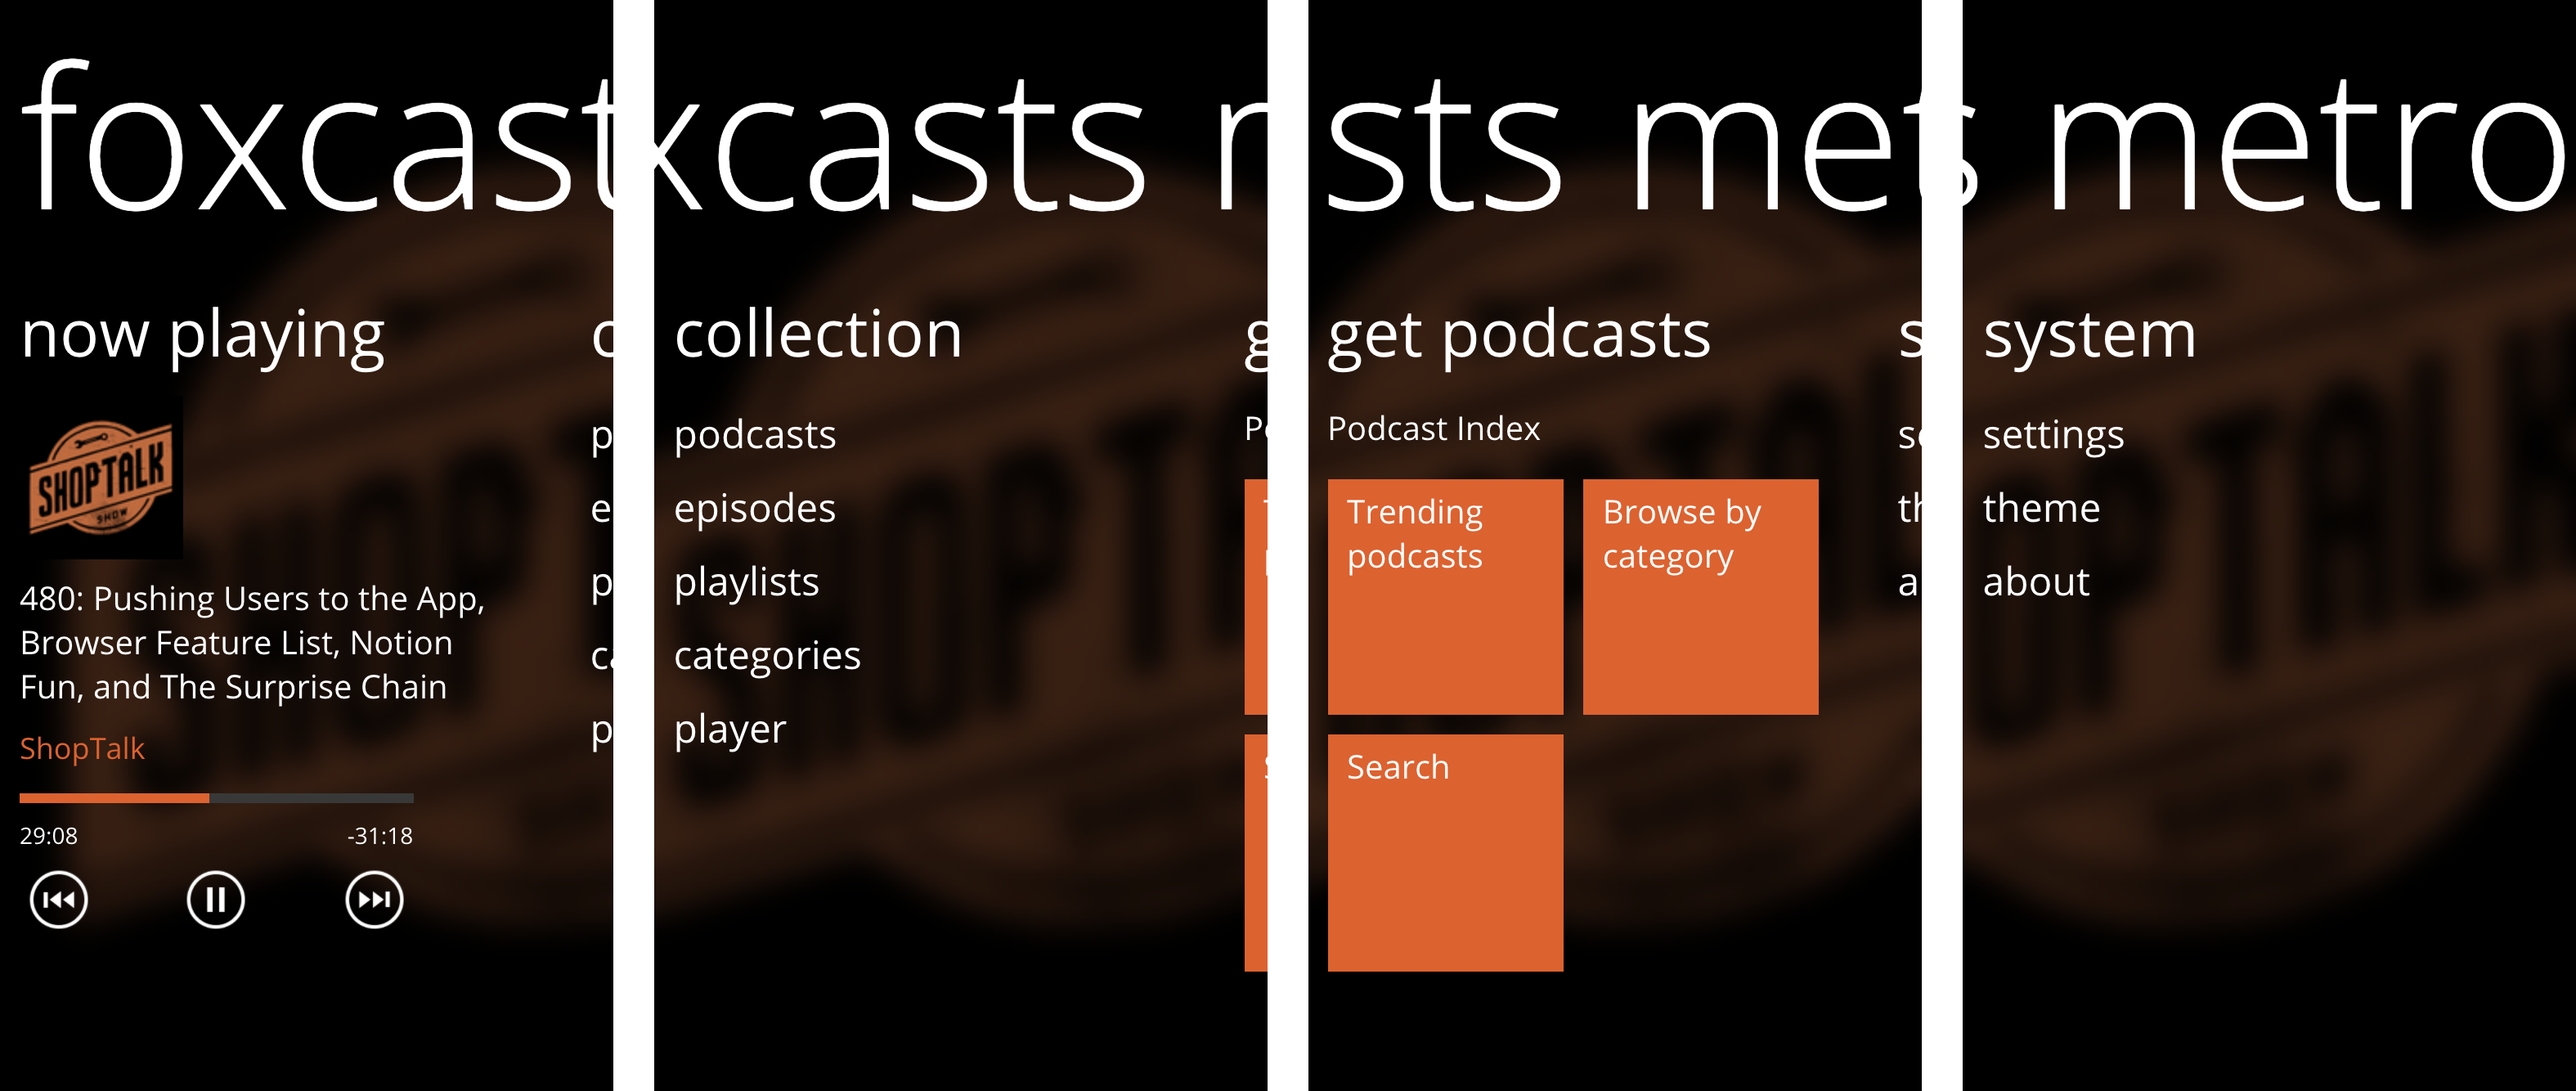 foxcast
now playing
SHOPTALK
SHOW
480: Pushing Users to the App,
Browser Feature List, Notion
Fun, and The Surprise Chain
ShopTalk
29:08 -31:18
xcasts
collection
podcasts
episodes
playlists
categories
player
sts met
get podcasts
Podcast Index
Trending
podcasts
Browse by
category
Search
s metro
system
settings
theme
about